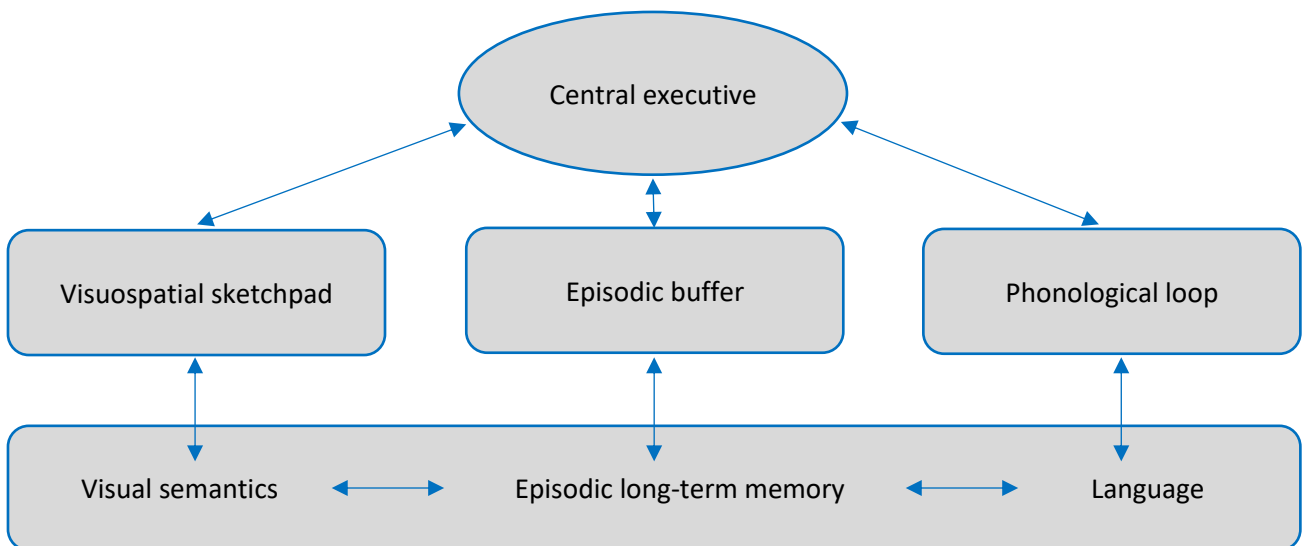 Central executive
Visuospatial sketchpad
Episodic buffer
Phonological loop
Visual semantics
Episodic long-term memory
Language